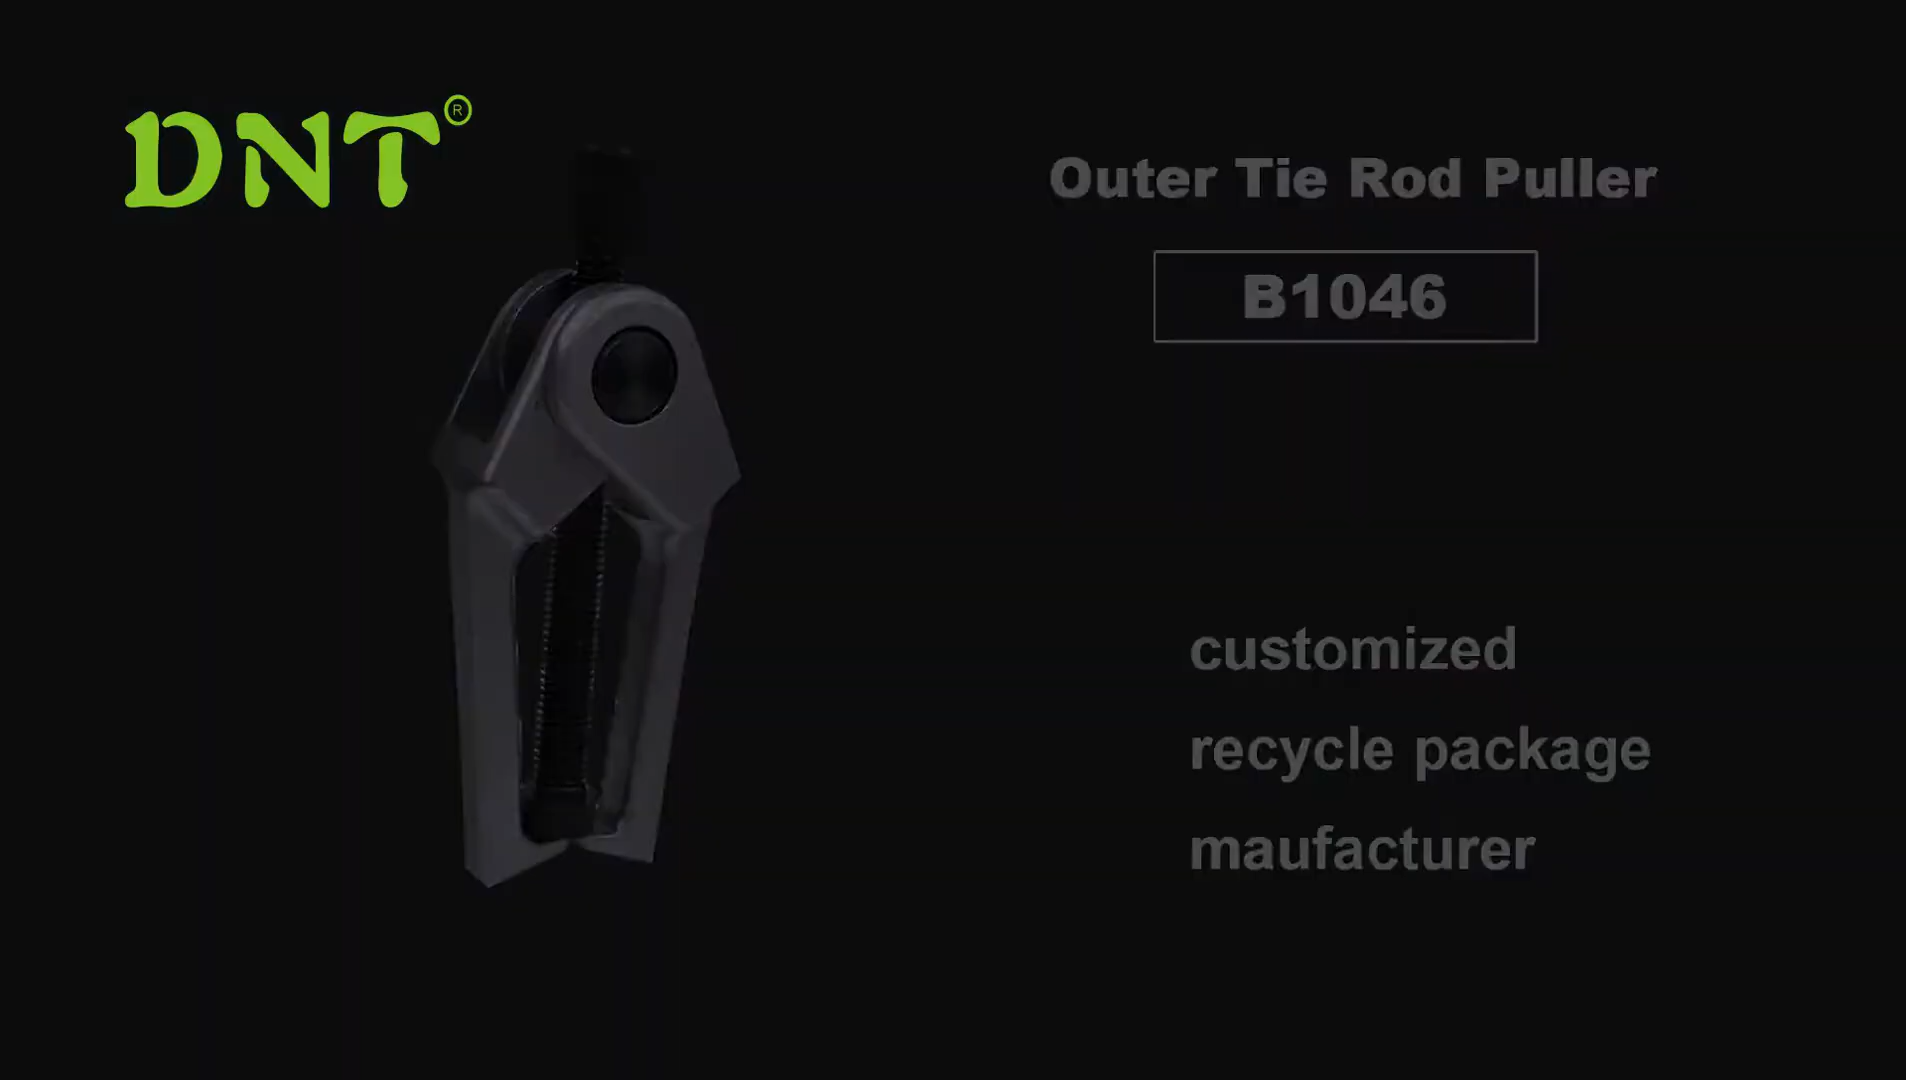 DNT®
Outer Tie Rod Puller
B1046
customized
recycle package
maufacturer